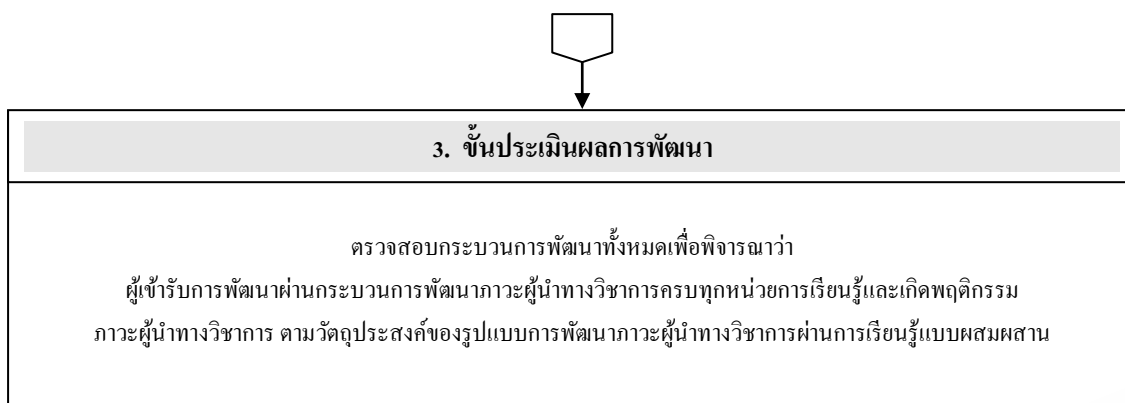 3. ขั้นประเมินผลการพัฒนา
ตรวจสอบกระบวนการพัฒนาทั้งหมดเพื่อพิจารณาว่า
ผู้เข้ารับการพัฒนาผ่านกระบวนการพัฒนาภาวะผู้นำทางวิชาการครบทุกหน่วยการเรียนรู้และเกิดพฤติกรรม
ภาวะผู้นำทางวิชาการ ตามวัตถุประสงค์ของรูปแบบการพัฒนาภาวะผู้นำทางวิชาการผ่านการเรียนรู้แบบผสมผสาน